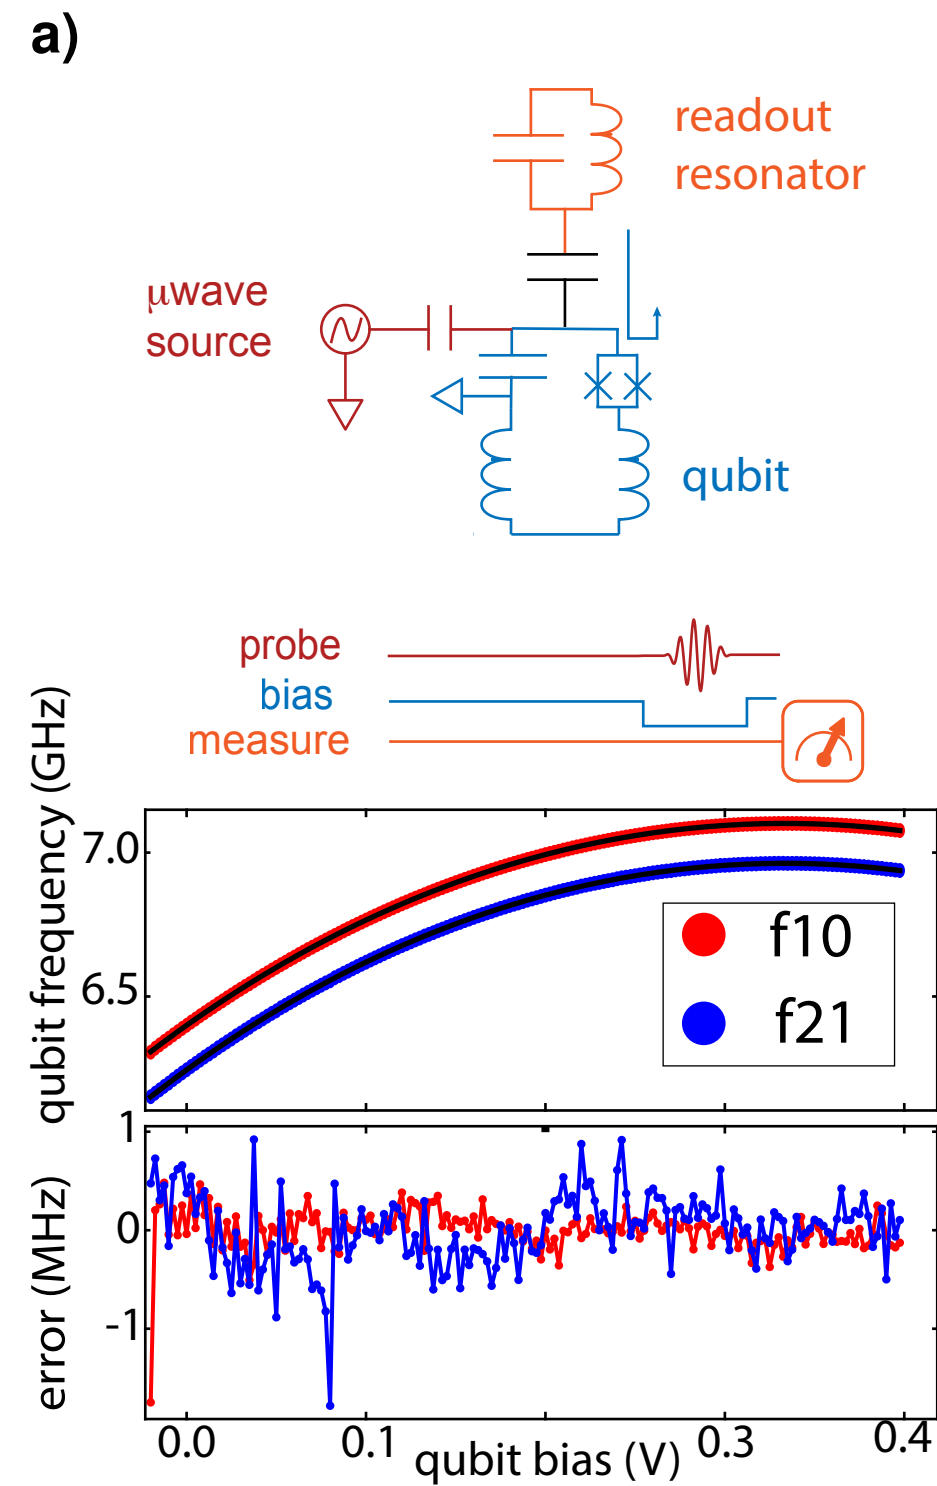 a)
readout
resonator
μwave
source
qubit
probe
bias
measure
qubit frequency (GHz)
7.0
6.5
f10
f21
error (MHz)
1
0
-1
0.0
0.1
0.3
0.4
qubit bias (V)